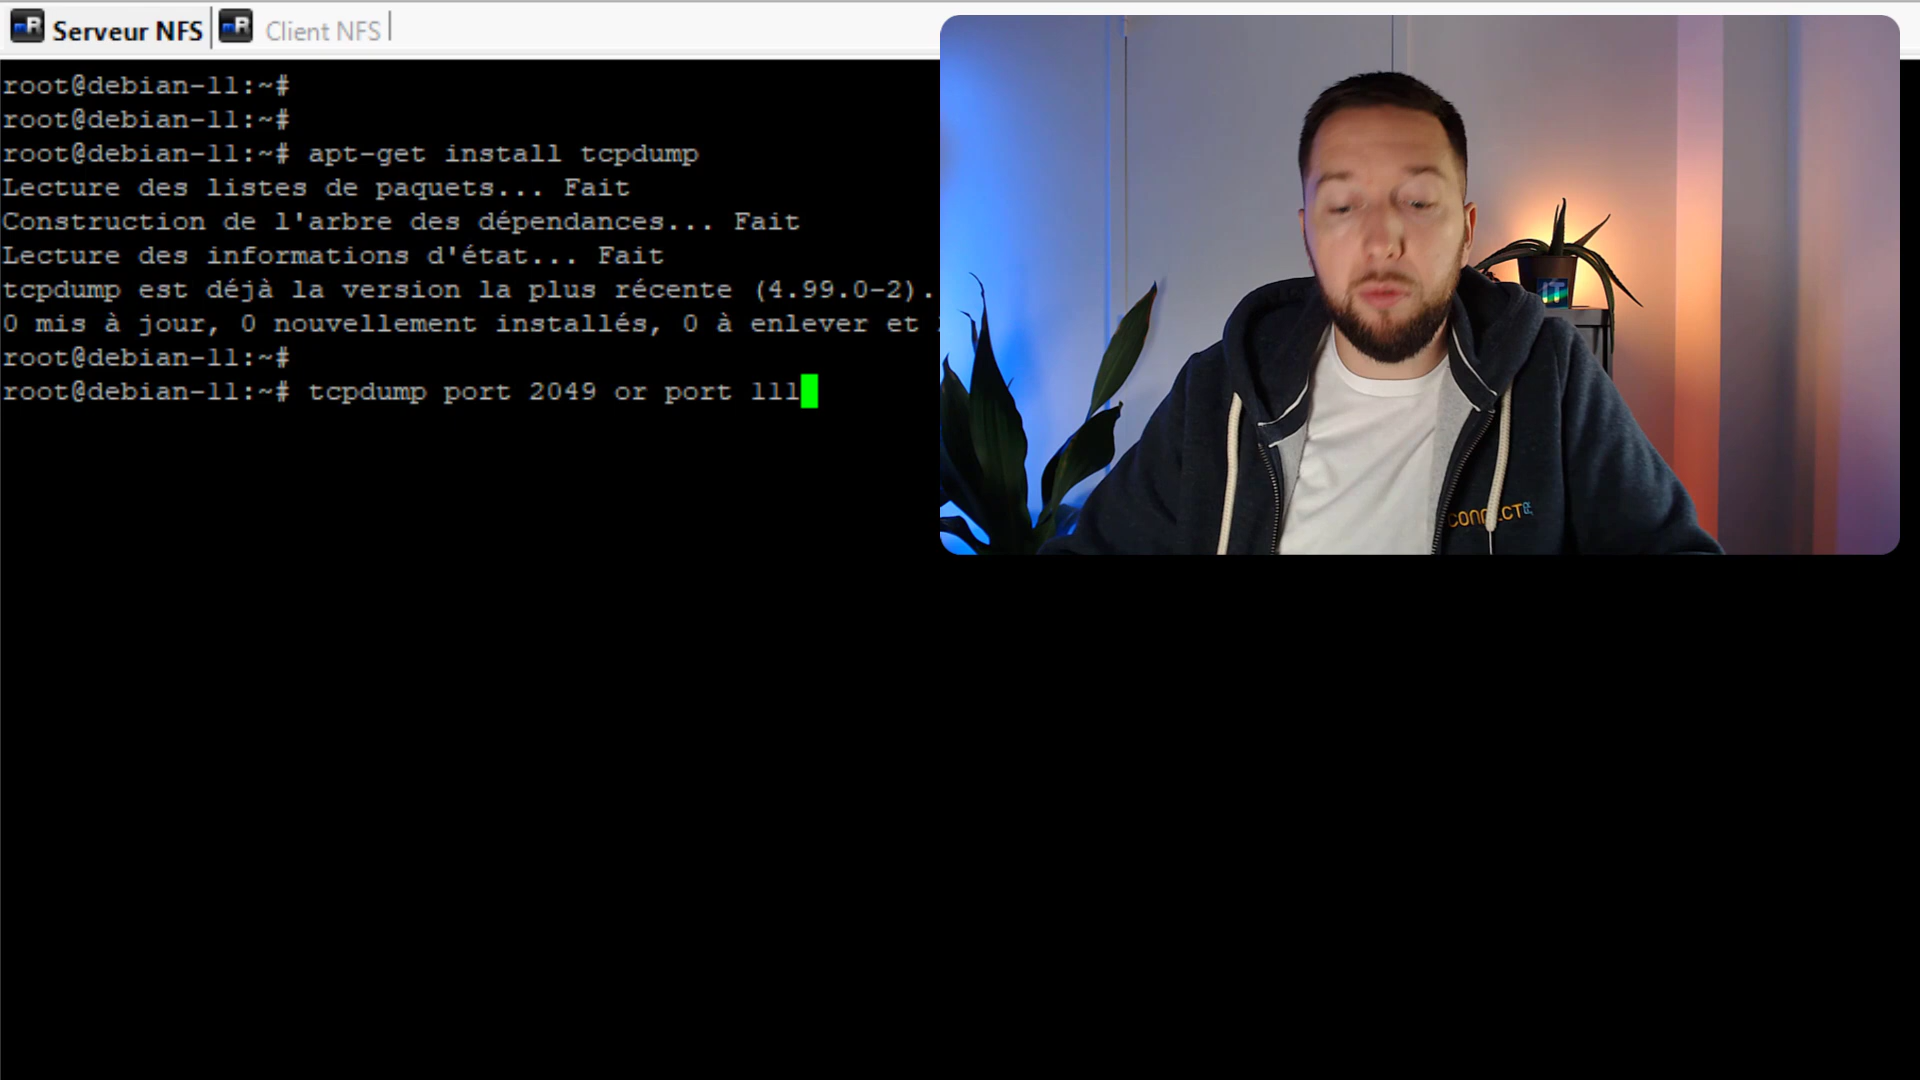 Serveur NFS
Client NFS
root@debian-11:~#
root@debian-11:~#
root@debian-11:~# apt-get install tcpdump
Lecture des listes de paquets... Fait
Construction de l'arbre des dépendances... Fait
Lecture des informations d'état... Fait
tcpdump est déjà la version la plus récente (4.99.0-2).
0 mis à jour, 0 nouvellement installés, 0 à enlever et
root@debian-11:~#
root@debian-11:~# tcpdump port 2049 or port 111
IT